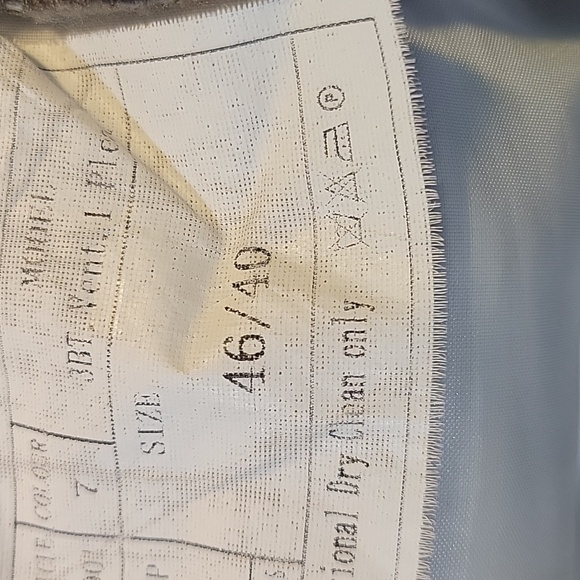 MODEL
3BT, Vent, 1 Ple
COLOR
7
SIZE
46/40
P
ional Dry Clean only